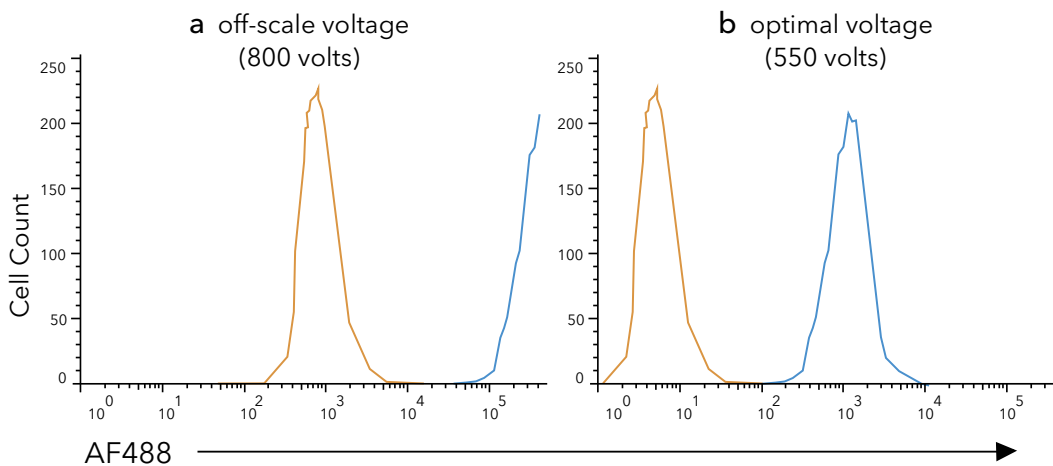 a off-scale voltage
(800 volts)
b optimal voltage
(550 volts)
Cell Count
250
200
150
100
50
0
10^0 10^1 10^2 10^3 10^4 10^5
250
200
150
100
50
0
10^0 10^1 10^2 10^3 10^4 10^5
AF488